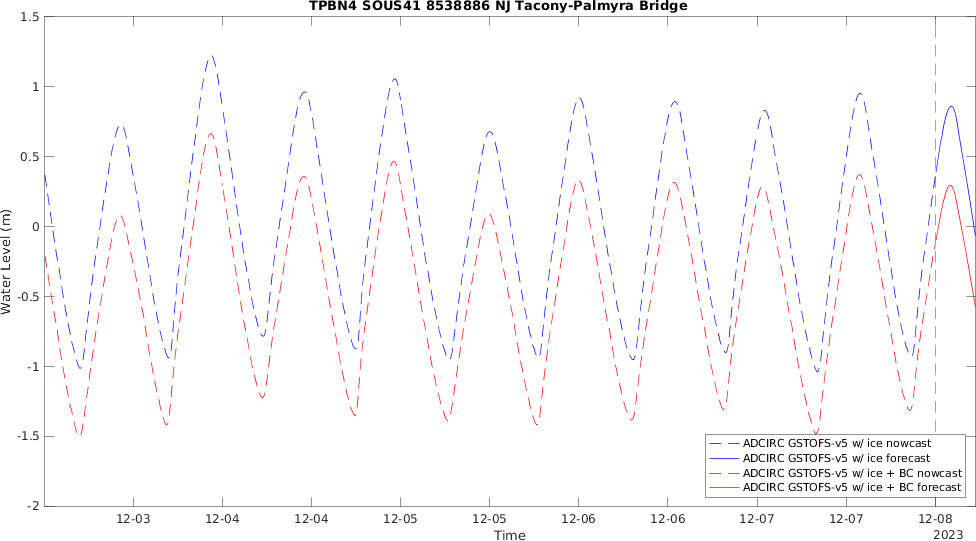 TPBN4 SOUS41 8538886 NJ Tacony-Palmyra Bridge
1.5
1
0.5
0
-0.5
-1
-1.5
-2
Water Level (m)
ADCIRC GSTOFS-v5 w/ ice nowcast
ADCIRC GSTOFS-v5 w/ ice forecast
ADCIRC GSTOFS-v5 w/ ice + BC nowcast
ADCIRC GSTOFS-v5 w/ ice + BC forecast
12-03 12-04 12-04 12-05 12-05 12-06 12-06 12-07 12-07 12-08
Time 2023